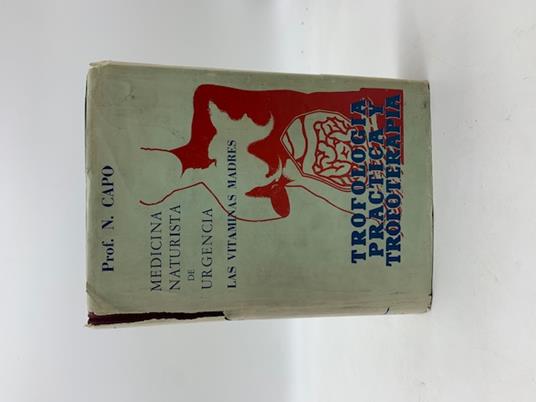 Prof. N. CAPO
MEDICINA
NATURISTA
DE
URGENCIA
LAS VITAMINAS MADRES
TROFOLOGIA
PRACTICA Y
TROFOTERAPIA